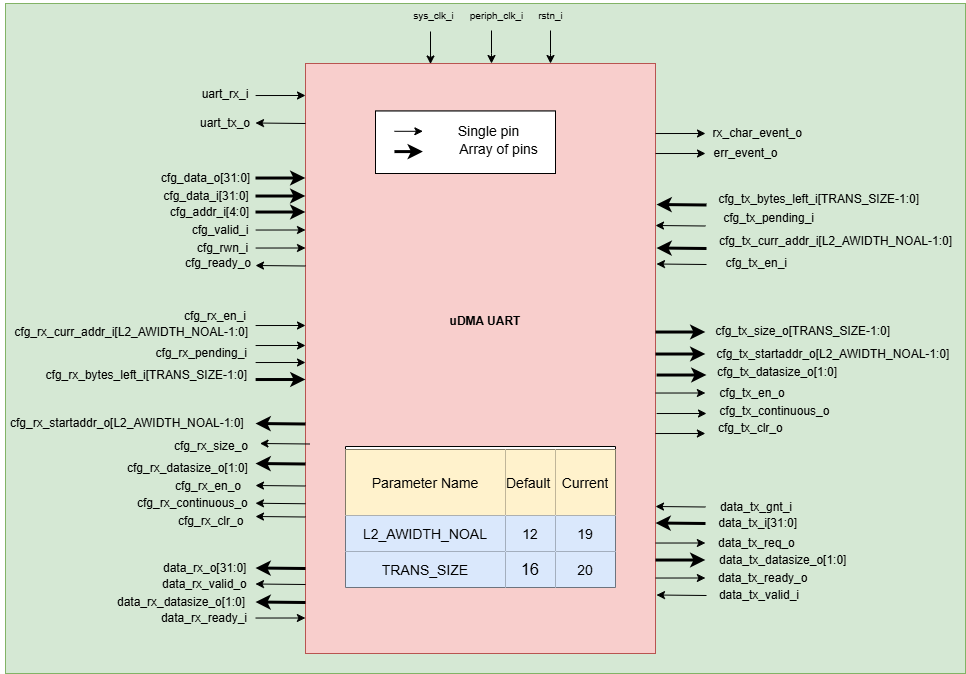 sys_clk_i periph_clk_i rstn_i
uart_rx_i
uart_tx_o
cfg_data_o[31:0]
cfg_data_i[31:0]
cfg_addr_i[4:0]
cfg_valid_i
cfg_rwn_i
cfg_ready_o
cfg_rx_en_i
cfg_rx_curr_addr_i[L2_AWIDTH_NOAL-1:0]
cfg_rx_pending_i
cfg_rx_bytes_left_i[TRANS_SIZE-1:0]
cfg_rx_startaddr_o[L2_AWIDTH_NOAL-1:0]
cfg_rx_size_o
cfg_rx_datasize_o[1:0]
cfg_rx_en_o
cfg_rx_continuous_o
cfg_rx_clr_o
data_rx_o[31:0]
data_rx_valid_o
data_rx_datasize_o[1:0]
data_rx_ready_i
Single pin
Array of pins
uDMA UART
Parameter Name Default Current
L2_AWIDTH_NOAL 12 19
TRANS_SIZE 16 20
rx_char_event_o
err_event_o
cfg_tx_bytes_left_i[TRANS_SIZE-1:0]
cfg_tx_pending_i
cfg_tx_curr_addr_i[L2_AWIDTH_NOAL-1:0]
cfg_tx_en_i
cfg_tx_size_o[TRANS_SIZE-1:0]
cfg_tx_startaddr_o[L2_AWIDTH_NOAL-1:0]
cfg_tx_datasize_o[1:0]
cfg_tx_en_o
cfg_tx_continuous_o
cfg_tx_clr_o
data_tx_gnt_i
data_tx_i[31:0]
data_tx_req_o
data_tx_datasize_o[1:0]
data_tx_ready_o
data_tx_valid_i